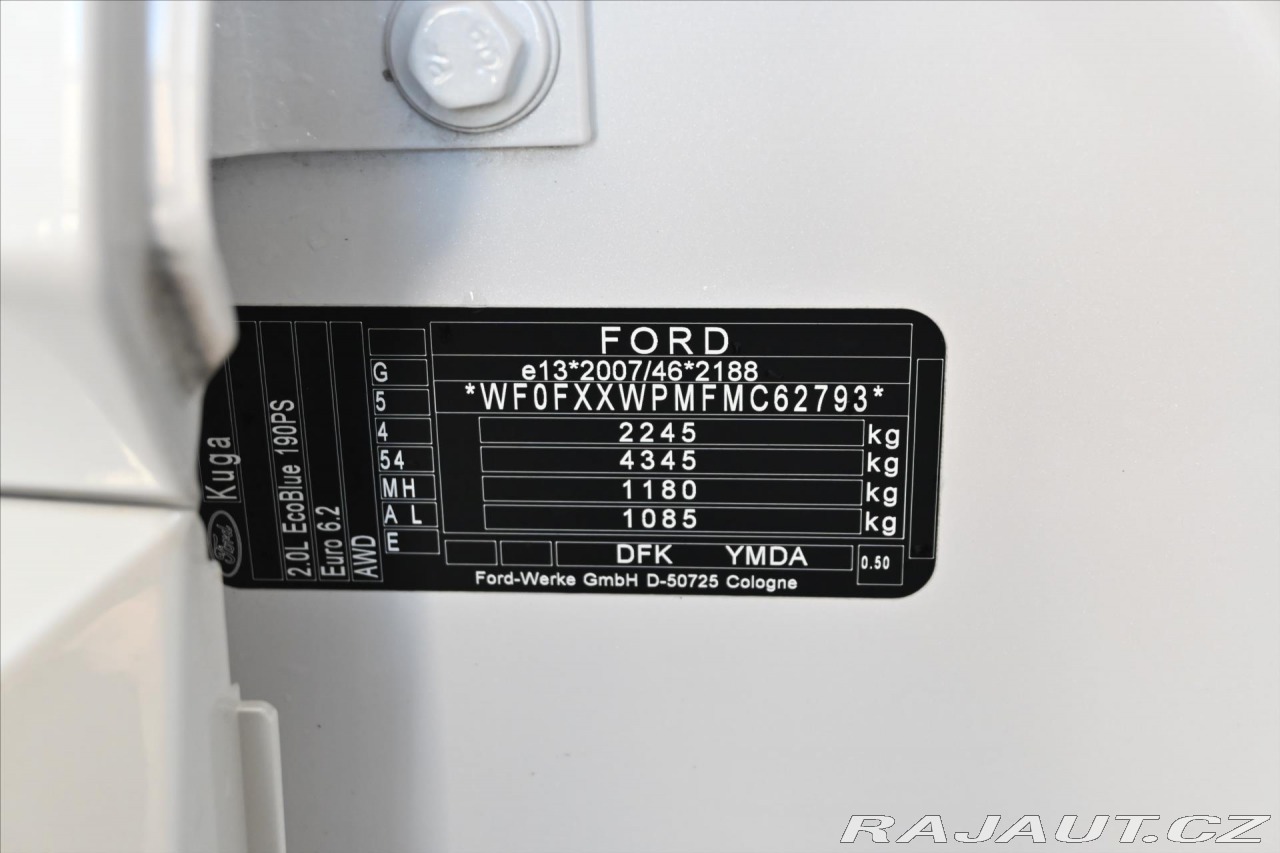 FORD
e13*2007/46*2188
*WF0FXXWPMFMC62793*
2245 kg
4345 kg
1180 kg
1085 kg
DFK YMDA
0.50
Ford-Werke GmbH D-50725 Cologne
G
5
4
54
MH
A L
E
Ford Kuga
2.0L EcoBlue 190PS
Euro 6.2
AWD
RAJAUT.CZ